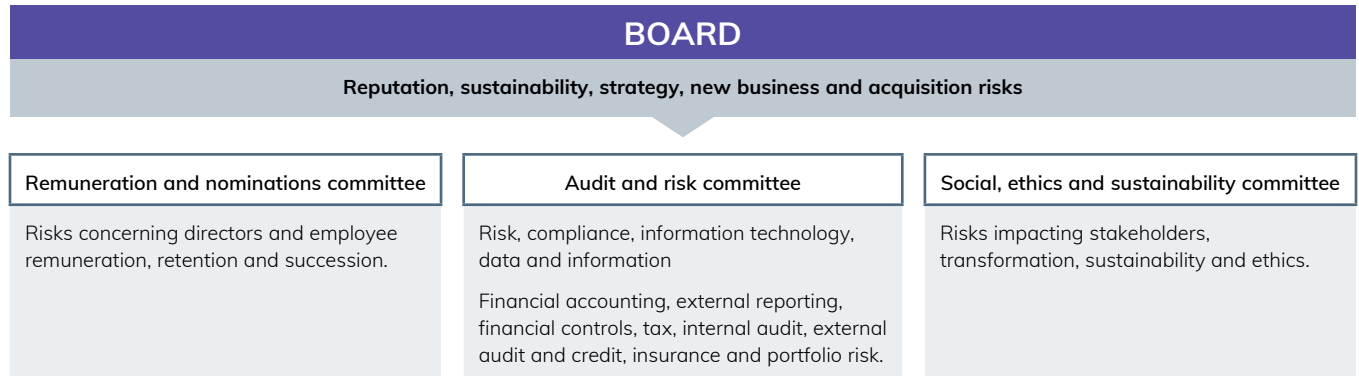 BOARD
Reputation, sustainability, strategy, new business and acquisition risks
Remuneration and nominations committee
Risks concerning directors and employee
remuneration, retention and succession.
Audit and risk committee
Risk, compliance, information technology,
data and information
Financial accounting, external reporting,
financial controls, tax, internal audit, external
audit and credit, insurance and portfolio risk.
Social, ethics and sustainability committee
Risks impacting stakeholders,
transformation, sustainability and ethics.